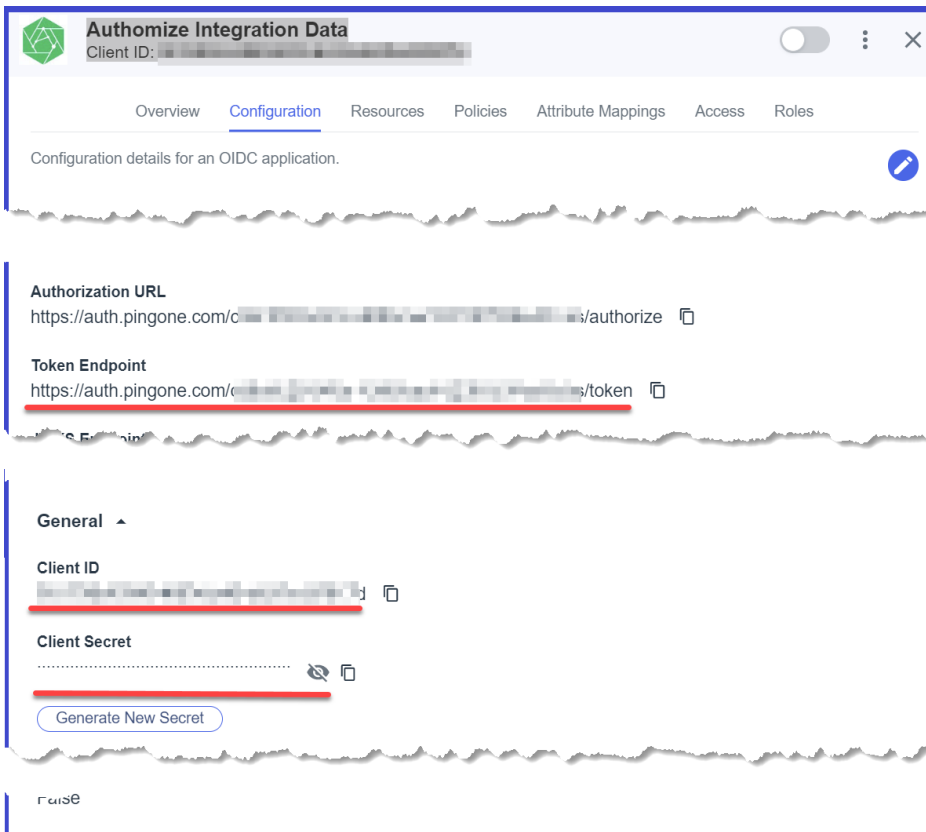 Authomize Integration Data
Client ID:
Overview Configuration Resources Policies Attribute Mappings Access Roles
Configuration details for an OIDC application.
Authorization URL
https://auth.pingone.com/ s/authorize
Token Endpoint
https://auth.pingone.com/ s/token
General
Client ID
d
Client Secret
Generate New Secret
False